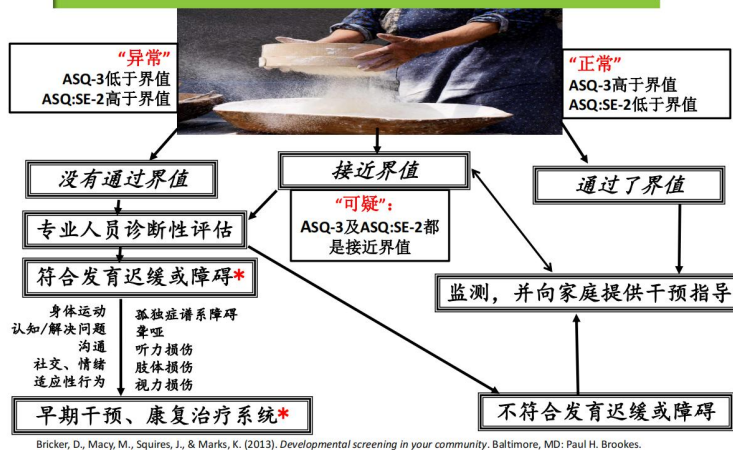 “异常”
ASQ-3低于界值
ASQ:SE-2高于界值
“正常”
ASQ-3高于界值
ASQ:SE-2低于界值
没有通过界值
接近界值
通过了界值
“可疑”：
ASQ-3及ASQ:SE-2都
是接近界值
专业人员诊断性评估
符合发育迟缓或障碍*
监测，并向家庭提供干预指导
身体运动
认知/解决问题
沟通
社交、情绪
适应性行为
孤独症谱系障碍
聋哑
听力损伤
肢体损伤
视力损伤
早期干预、康复治疗系统*
不符合发育迟缓或障碍
Bricker, D., Macy, M., Squires, J., & Marks, K. (2013). Developmental screening in your community. Baltimore, MD: Paul H. Brookes.